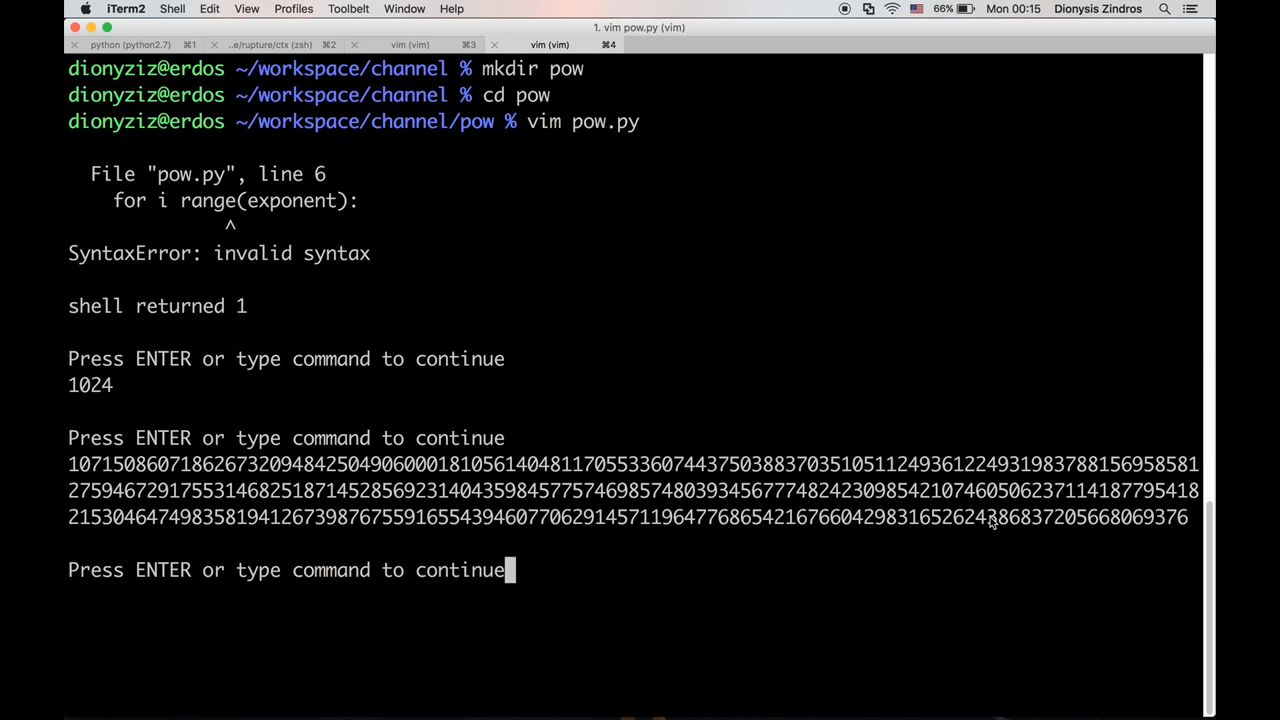 iTerm2 Shell Edit View Profiles Toolbelt Window Help 66% Mon 00:15 Dionysis Zindros
1. vim pow.py (vim)
python (python2.7) ⌘1 ..e/rupture/ctx (zsh) ⌘2 vim (vim) ⌘3 vim (vim) ⌘4
dionyziz@erdos ~/workspace/channel % mkdir pow
dionyziz@erdos ~/workspace/channel % cd pow
dionyziz@erdos ~/workspace/channel/pow % vim pow.py
File "pow.py", line 6
for i range(exponent):
^
SyntaxError: invalid syntax
shell returned 1
Press ENTER or type command to continue
1024
Press ENTER or type command to continue
10715086071862673209484250490600018105614048117055336074437503883703510511249361224931983788156958581
27594672917553146825187145285692314043598457757469857480393456777482423098542107460506237114187795418
2153046474983581941267398767559165543946077062914571196477686542167660429831652624386837205668069376
Press ENTER or type command to continue